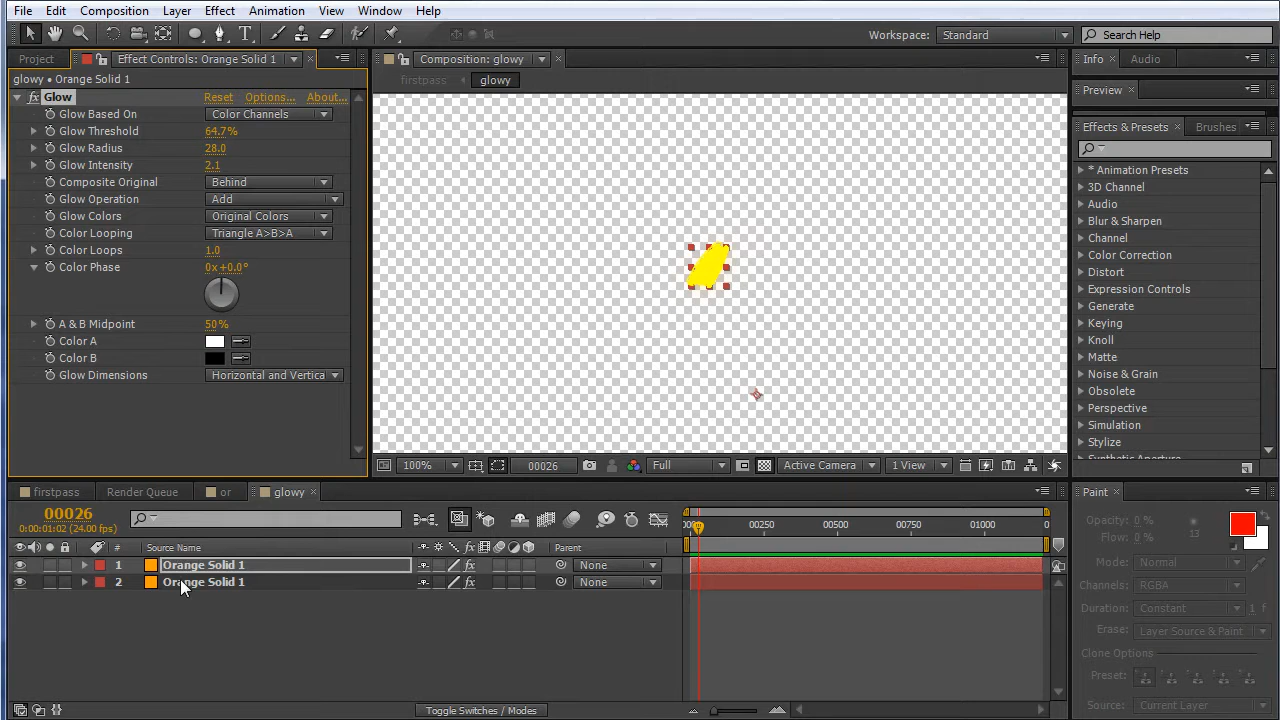 File Edit Composition Layer Effect Animation View Window Help
Workspace: Standard Search Help
Project Effect Controls: Orange Solid 1 Composition: glowy Info Audio
glowy • Orange Solid 1 firstpass glowy
fx Glow Reset Options... About... Preview
Glow Based On Color Channels
Glow Threshold 64.7% Effects & Presets Brushes
Glow Radius 28.0
Glow Intensity 2.1 * Animation Presets
Composite Original Behind 3D Channel
Glow Operation Add Audio
Glow Colors Original Colors Blur & Sharpen
Color Looping Triangle A>B>A Channel
Color Loops 1.0 Color Correction
Color Phase 0x+0.0° Distort
Expression Controls
Generate
A & B Midpoint 50% Keying
Color A Knoll
Color B Matte
Glow Dimensions Horizontal and Vertica Noise & Grain
Obsolete
Perspective
Simulation
Stylize
100% 00026 Full Active Camera 1 View
firstpass Render Queue or glowy Paint
00026
0:00:01:02 (24.00 fps) 00250 00500 00750 01000 0
Opacity: 0 %
Flow: 0 % 13
# Source Name fx Parent
1 Orange Solid 1 fx None Mode: Normal
2 Orange Solid 1 fx None Channels: RGBA
Duration: Constant 1 f
Erase: Layer Source & Paint
Clone Options
Preset:
Toggle Switches / Modes Source: Current Layer